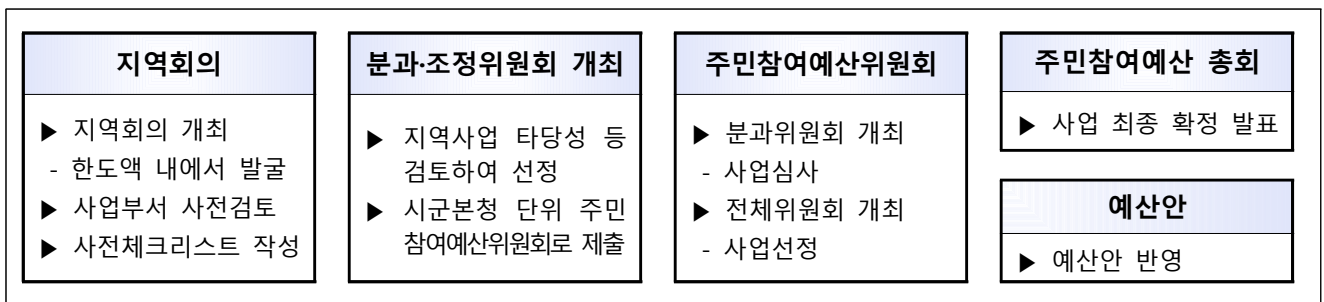 지역회의
▶ 지역회의 개최
- 한도액 내에서 발굴
▶ 사업부서 사전검토
▶ 사전체크리스트 작성
분과·조정위원회 개최
▶ 지역사업 타당성 등
검토하여 선정
▶ 시군본청 단위 주민
참여예산위원회로 제출
주민참여예산위원회
▶ 분과위원회 개최
- 사업심사
▶ 전체위원회 개최
- 사업선정
주민참여예산 총회
▶ 사업 최종 확정 발표
예산안
▶ 예산안 반영